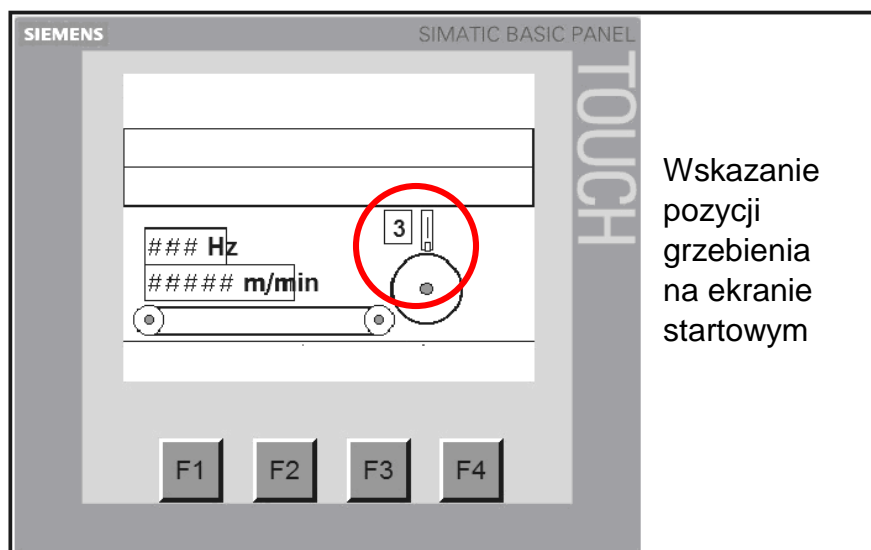 SIEMENS
SIMATIC BASIC PANEL
TOUCH
3
### Hz
##### m/min
F1 F2 F3 F4
Wskazanie
pozycji
grzebienia
na ekranie
startowym